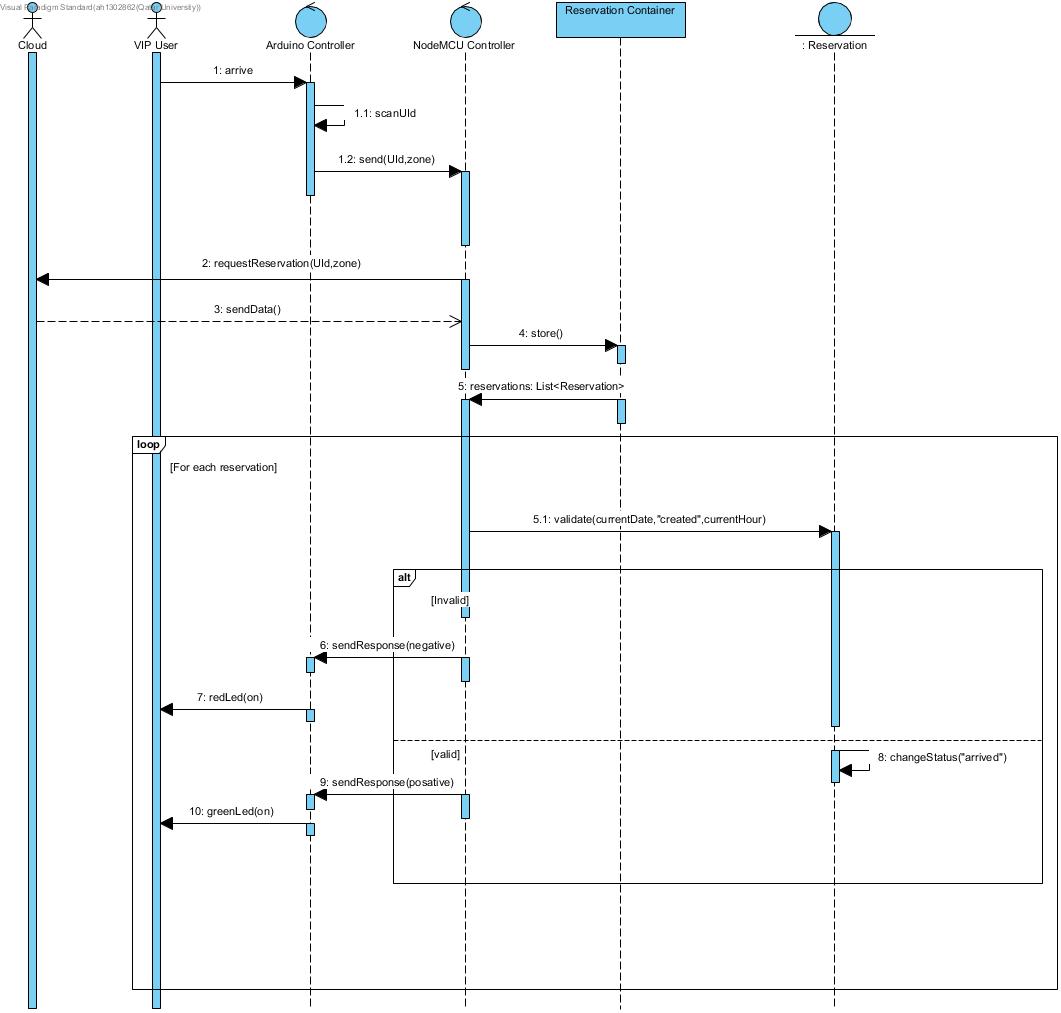 Visual Paradigm Standard(ah1302862(Qatar University))
Cloud
VIP User
Arduino Controller
NodeMCU Controller
Reservation Container
: Reservation
1: arrive
1.1: scanUId
1.2: send(UId,zone)
2: requestReservation(UId,zone)
3: sendData()
4: store()
5: reservations: List<Reservation>
loop
[For each reservation]
5.1: validate(currentDate,"created",currentHour)
alt
[Invalid]
6: sendResponse(negative)
7: redLed(on)
[valid]
8: changeStatus("arrived")
9: sendResponse(posative)
10: greenLed(on)